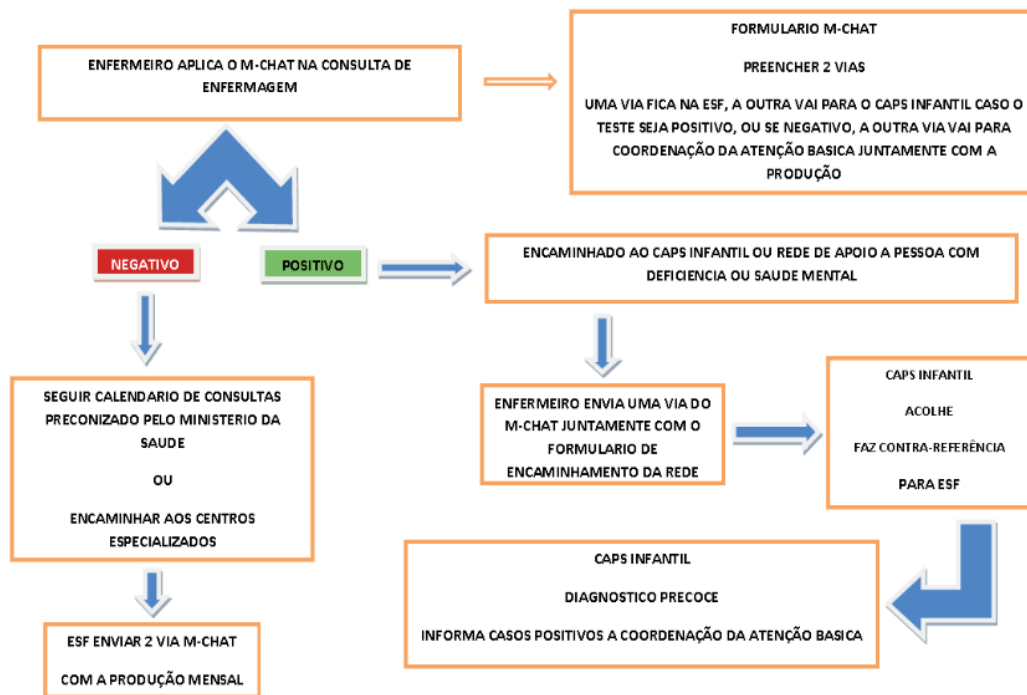 ENFERMEIRO APLICA O M-CHAT NA CONSULTA DE
ENFERMAGEM
FORMULARIO M-CHAT
PREENCHER 2 VIAS
UMA VIA FICA NA ESF, A OUTRA VAI PARA O CAPS INFANTIL CASO O
TESTE SEJA POSITIVO, OU SE NEGATIVO, A OUTRA VIA VAI PARA
COORDENAÇÃO DA ATENÇÃO BASICA JUNTAMENTE COM A
PRODUÇÃO
NEGATIVO
POSITIVO
ENCAMINHADO AO CAPS INFANTIL OU REDE DE APOIO A PESSOA COM
DEFICIENCIA OU SAUDE MENTAL
SEGUIR CALENDARIO DE CONSULTAS
PRECONIZADO PELO MINISTERIO DA
SAUDE
OU
ENCAMINHAR AOS CENTROS
ESPECIALIZADOS
ENFERMEIRO ENVIA UMA VIA DO
M-CHAT JUNTAMENTE COM O
FORMULARIO DE
ENCAMINHAMENTO DA REDE
CAPS INFANTIL
ACOLHE
FAZ CONTRA-REFERÊNCIA
PARA ESF
CAPS INFANTIL
DIAGNOSTICO PRECOCE
INFORMA CASOS POSITIVOS A COORDENAÇÃO DA ATENÇÃO BASICA
ESF ENVIAR 2 VIA M-CHAT
COM A PRODUÇÃO MENSAL